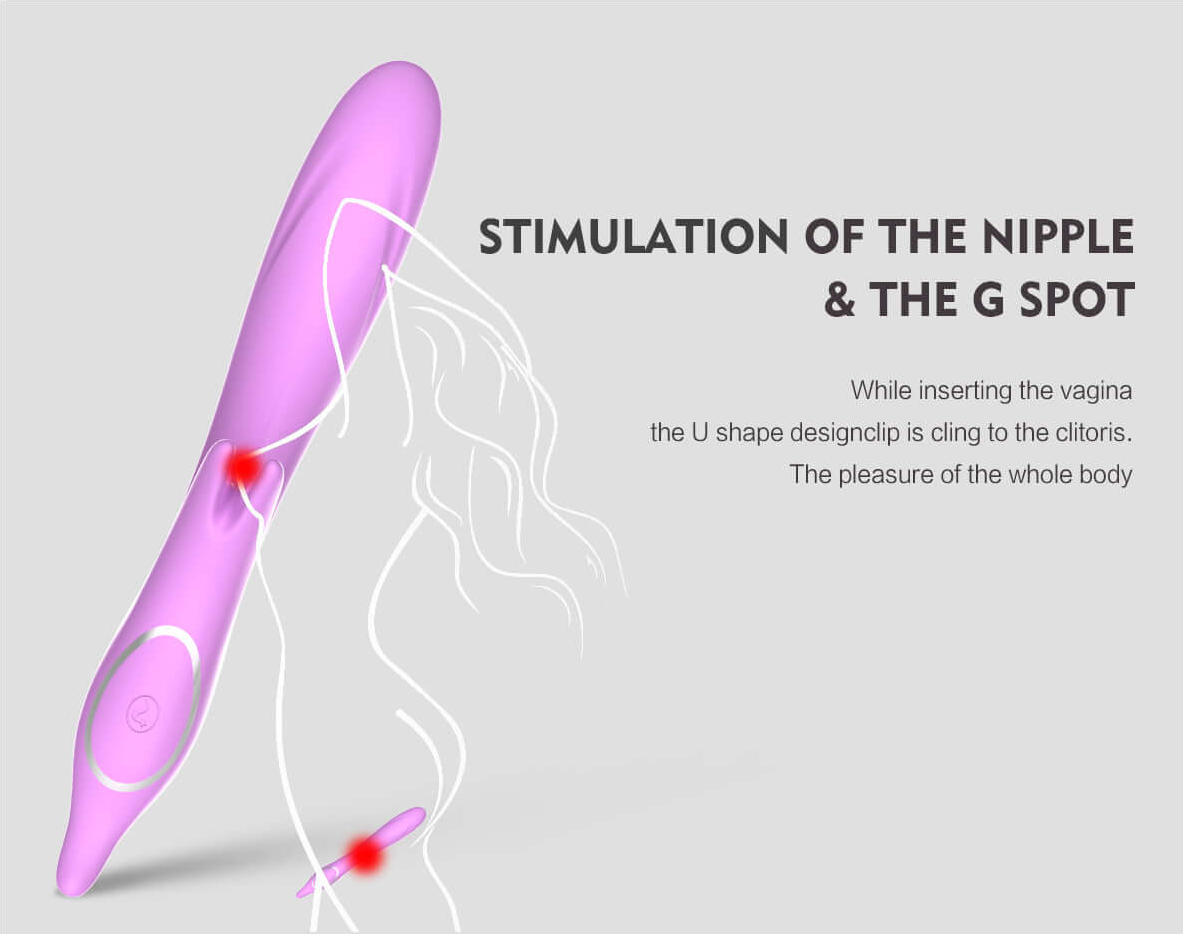 STIMULATION OF THE NIPPLE
& THE G SPOT
While inserting the vagina
the U shape designclip is cling to the clitoris.
The pleasure of the whole body